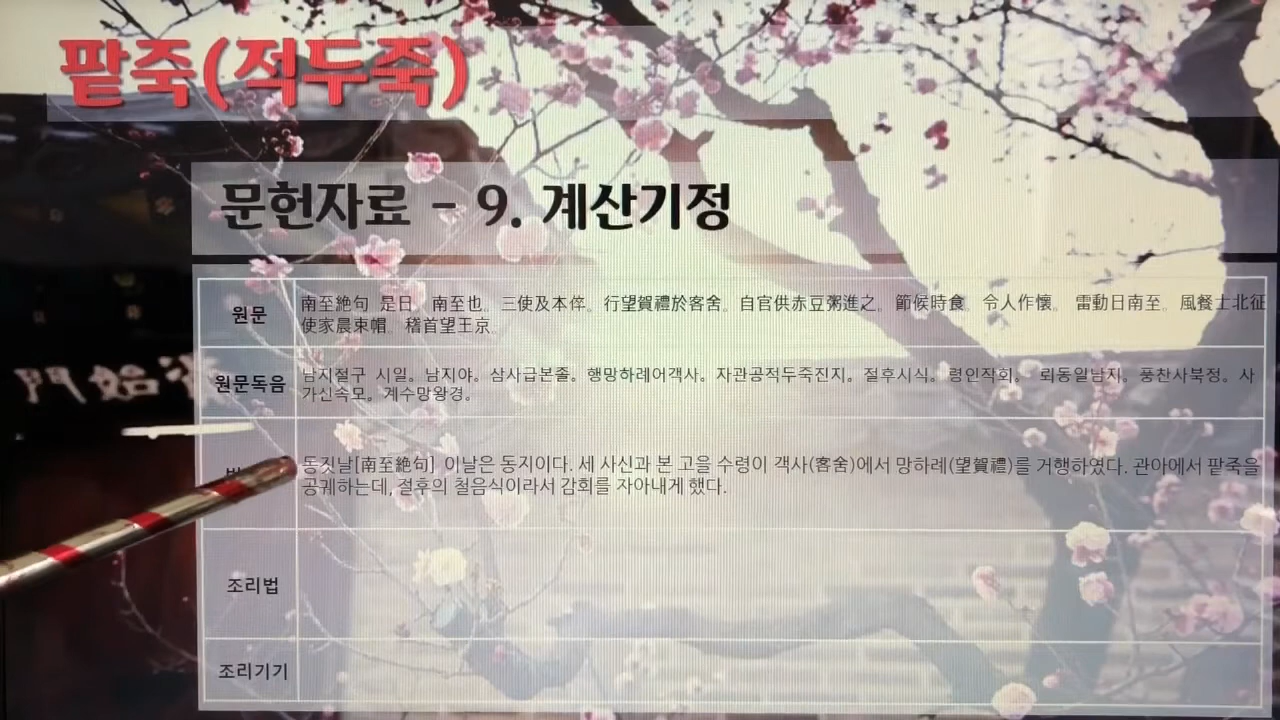 팥죽(적두죽)
문헌자료 - 9. 계산기정
원문
南至絶句 是日。南至也。三使及本倅。行望賀禮於客舍。自官供赤豆粥進之。節候時食。令人作懷。 雷動日南至。風餐士北征。
使家晨束帽。稽首望王京。
원문독음
남지절구 시일。남지야。삼사급본졸。행망하례어객사。자관공적두죽진지。절후시식。령인작회。 뢰동일남지。풍찬사북정。사
가신속모。계수망왕경。
동짓날[南至絶句] 이날은 동지이다. 세 사신과 본 고을 수령이 객사(客舍)에서 망하례(望賀禮)를 거행하였다. 관아에서 팥죽을
공궤하는데, 절후의 철음식이라서 감회를 자아내게 했다.
조리법
조리기기
門始